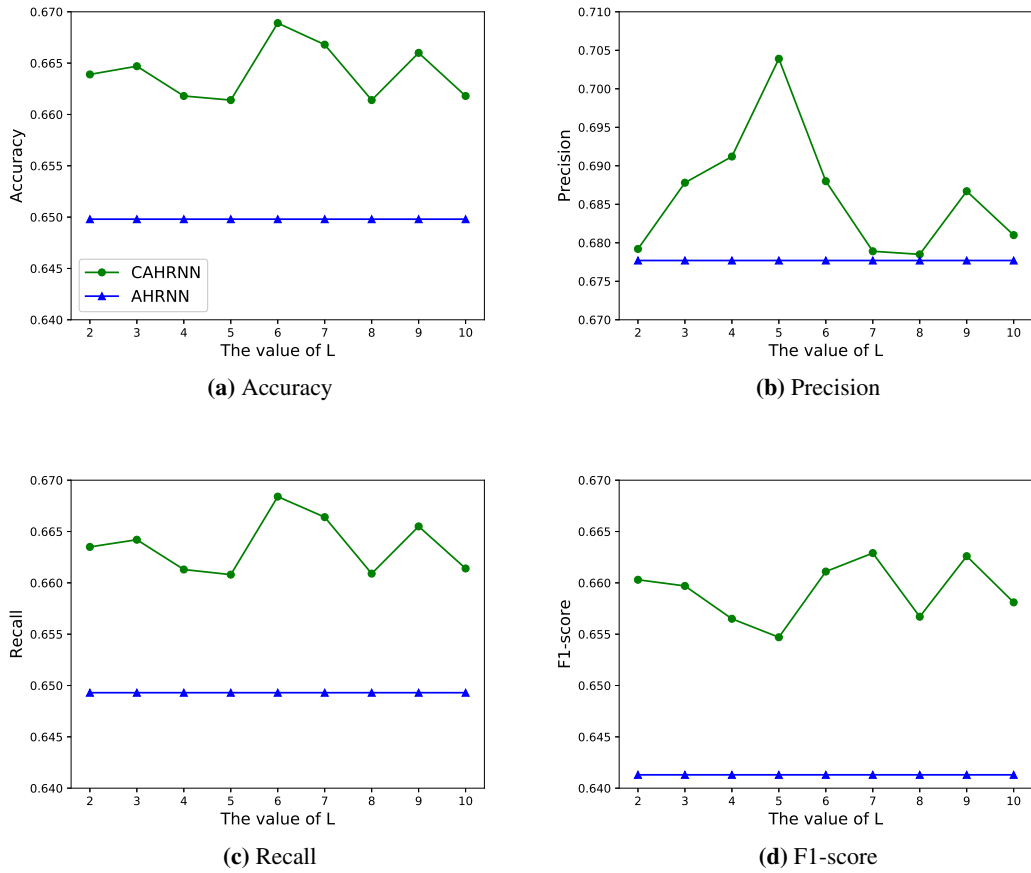 0.670
0.665
0.660
0.655
0.650
0.645
0.640
Accuracy
CAHRNN
AHRNN
2 3 4 5 6 7 8 9 10
The value of L
(a) Accuracy
0.710
0.705
0.700
0.695
0.690
0.685
0.680
0.675
0.670
Precision
2 3 4 5 6 7 8 9 10
The value of L
(b) Precision
0.670
0.665
0.660
0.655
0.650
0.645
0.640
Recall
2 3 4 5 6 7 8 9 10
The value of L
(c) Recall
0.670
0.665
0.660
0.655
0.650
0.645
0.640
F1-score
2 3 4 5 6 7 8 9 10
The value of L
(d) F1-score